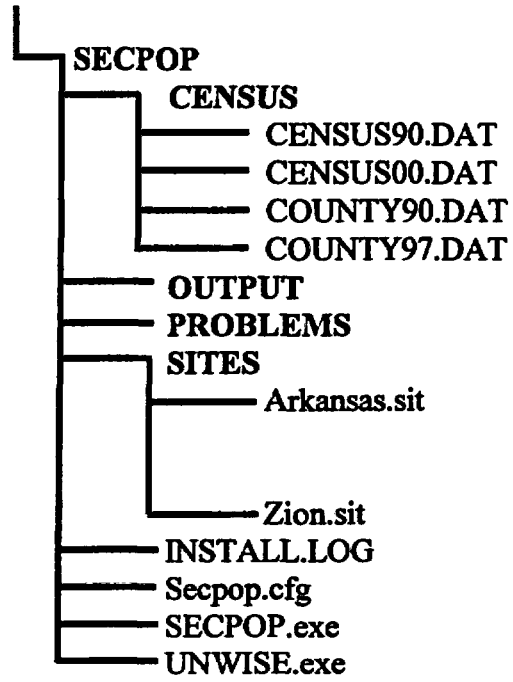 SECPOP
CENSUS
CENSUS90.DAT
CENSUS00.DAT
COUNTY90.DAT
COUNTY97.DAT
OUTPUT
PROBLEMS
SITES
Arkansas.sit
Zion.sit
INSTALL.LOG
Secpop.cfg
SECPOP.exe
UNWISE.exe